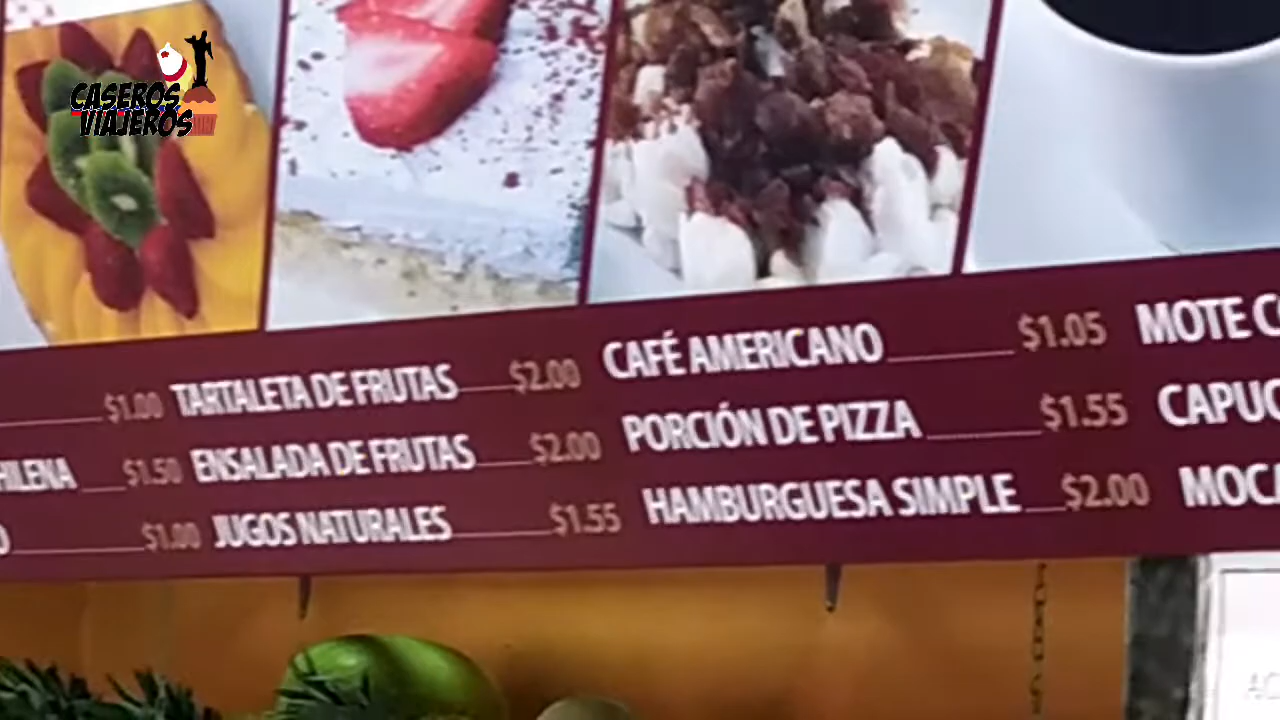 CASEROS
VIAJEROS
$1.00 TARTALETA DE FRUTAS $2.00 CAFÉ AMERICANO $1.05 MOTE
$1.50 ENSALADA DE FRUTAS $2.00 PORCIÓN DE PIZZA $1.55
$1.00 JUGOS NATURALES $1.55 HAMBURGUESA SIMPLE $2.00